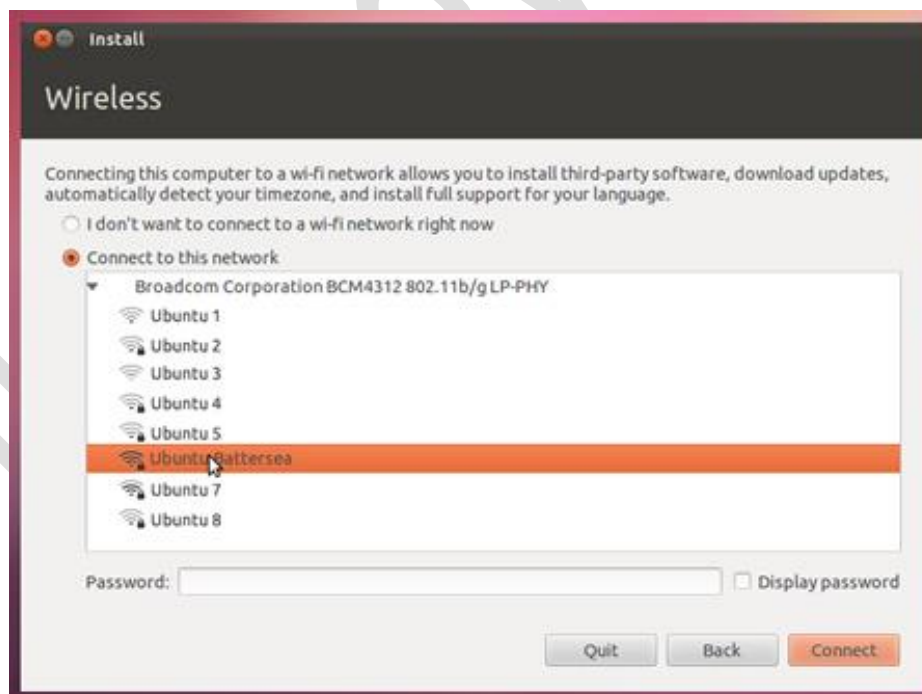 Install
Wireless
Connecting this computer to a wi-fi network allows you to install third-party software, download updates,
automatically detect your timezone, and install full support for your language.
I don't want to connect to a wi-fi network right now
Connect to this network
Broadcom Corporation BCM4312 802.11b/g LP-PHY
Ubuntu 1
Ubuntu 2
Ubuntu 3
Ubuntu 4
Ubuntu 5
Ubuntu Battersea
Ubuntu 7
Ubuntu 8
Password: Display password
Quit Back Connect